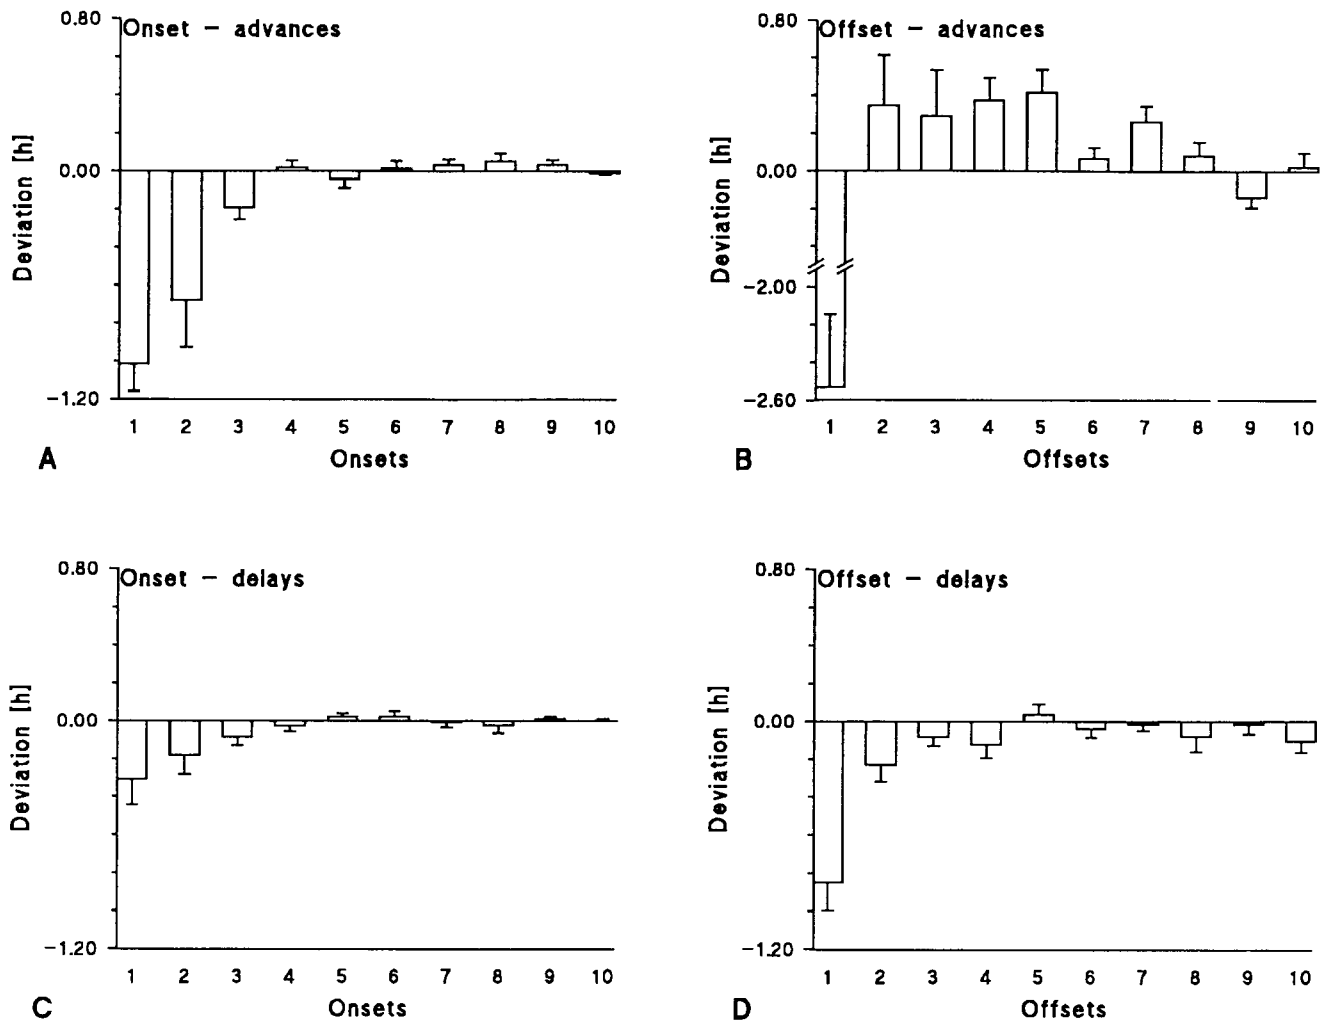 Onset – advances
0.80
0.00
-1.20
Deviation [h]
1 2 3 4 5 6 7 8 9 10
Onsets
A
Offset – advances
0.80
0.00
-2.00
-2.60
Deviation [h]
1 2 3 4 5 6 7 8 9 10
Offsets
B
Onset – delays
0.80
0.00
-1.20
Deviation [h]
1 2 3 4 5 6 7 8 9 10
Onsets
C
Offset – delays
0.80
0.00
-1.20
Deviation [h]
1 2 3 4 5 6 7 8 9 10
Offsets
D